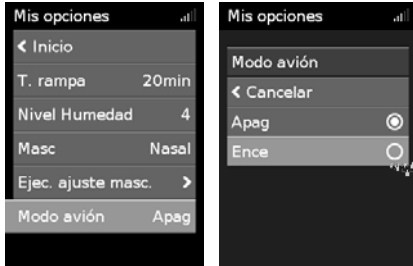 Mis opciones
< Inicio
T. rampa 20min
Nivel Humedad 4
Masc Nasal
Ejec. ajuste masc. >
Modo avión Apag
Mis opciones
Modo avión
< Cancelar
Apag
Ence